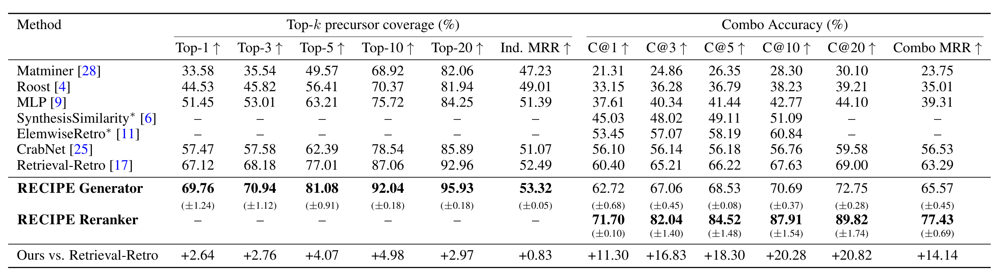 Method Top-k precursor coverage (%) Combo Accuracy (%)
Top-1 ↑ Top-3 ↑ Top-5 ↑ Top-10 ↑ Top-20 ↑ Ind. MRR ↑ C@1 ↑ C@3 ↑ C@5 ↑ C@10 ↑ C@20 ↑ Combo MRR ↑
Matminer [28] 33.58 35.54 49.57 68.92 82.06 47.23 21.31 24.86 26.35 28.30 30.10 23.75
Roost [4] 44.53 45.82 56.41 70.37 81.94 49.01 33.15 36.28 36.79 38.23 39.21 35.01
MLP [9] 51.45 53.01 63.21 75.72 84.25 51.39 37.61 40.34 41.44 42.77 44.10 39.31
SynthesisSimilarity* [6] – – – – – – 45.03 48.02 49.11 51.09 – –
ElemwiseRetro* [11] – – – – – – 53.45 57.07 58.19 60.84 – –
CrabNet [25] 57.47 57.58 62.39 78.54 85.89 51.07 56.10 56.14 56.18 56.76 59.58 56.53
Retrieval-Retro [17] 67.12 68.18 77.01 87.06 92.96 52.49 60.40 65.21 66.22 67.63 69.00 63.29
RECIPE Generator 69.76 70.94 81.08 92.04 95.93 53.32 62.72 67.06 68.53 70.69 72.75 65.57
(±1.24) (±1.12) (±0.91) (±0.18) (±0.18) (±0.05) (±0.68) (±0.45) (±0.08) (±0.37) (±0.28) (±0.45)
RECIPE Reranker – – – – – – 71.70 82.04 84.52 87.91 89.82 77.43
(±0.10) (±1.40) (±1.48) (±1.54) (±1.74) (±0.69)
Ours vs. Retrieval-Retro +2.64 +2.76 +4.07 +4.98 +2.97 +0.83 +11.30 +16.83 +18.30 +20.28 +20.82 +14.14